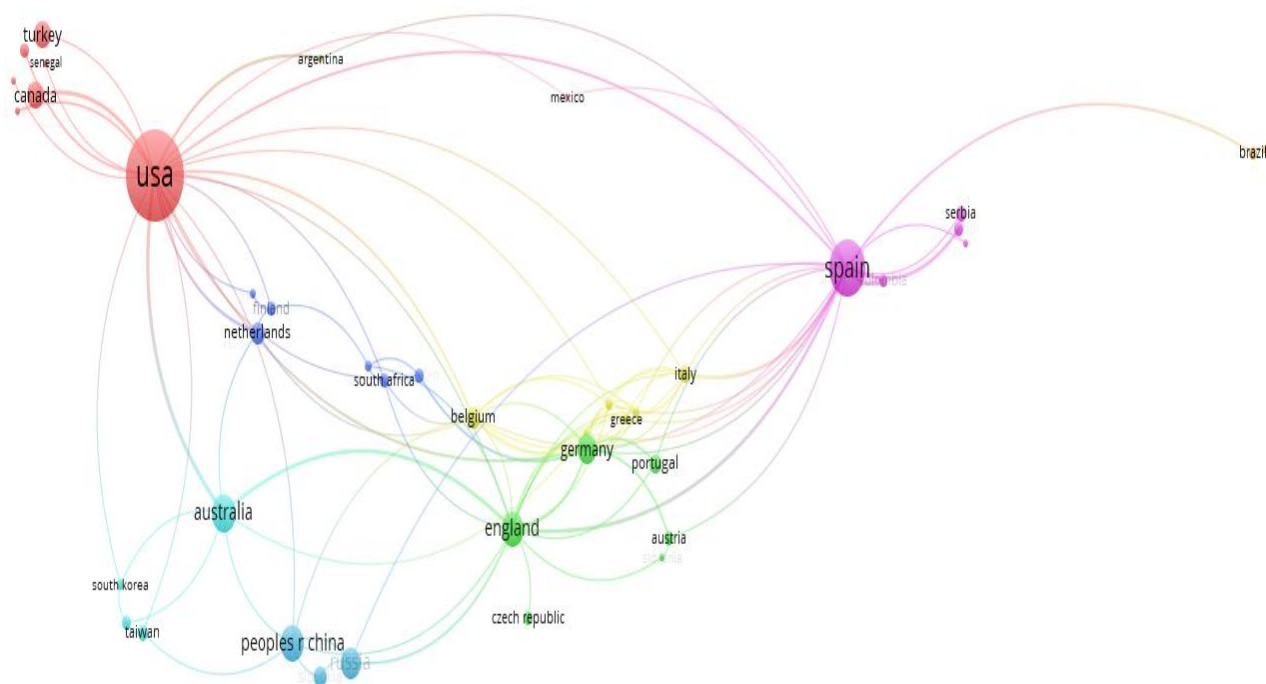 turkey
argentina
senegal
canada
mexico
brazil
usa
serbia
spain
finland
netherlands
italy
south africa
belgium
greece
germany
portugal
australia
england
austria
south korea
czech republic
taiwan
peoples r china
russia